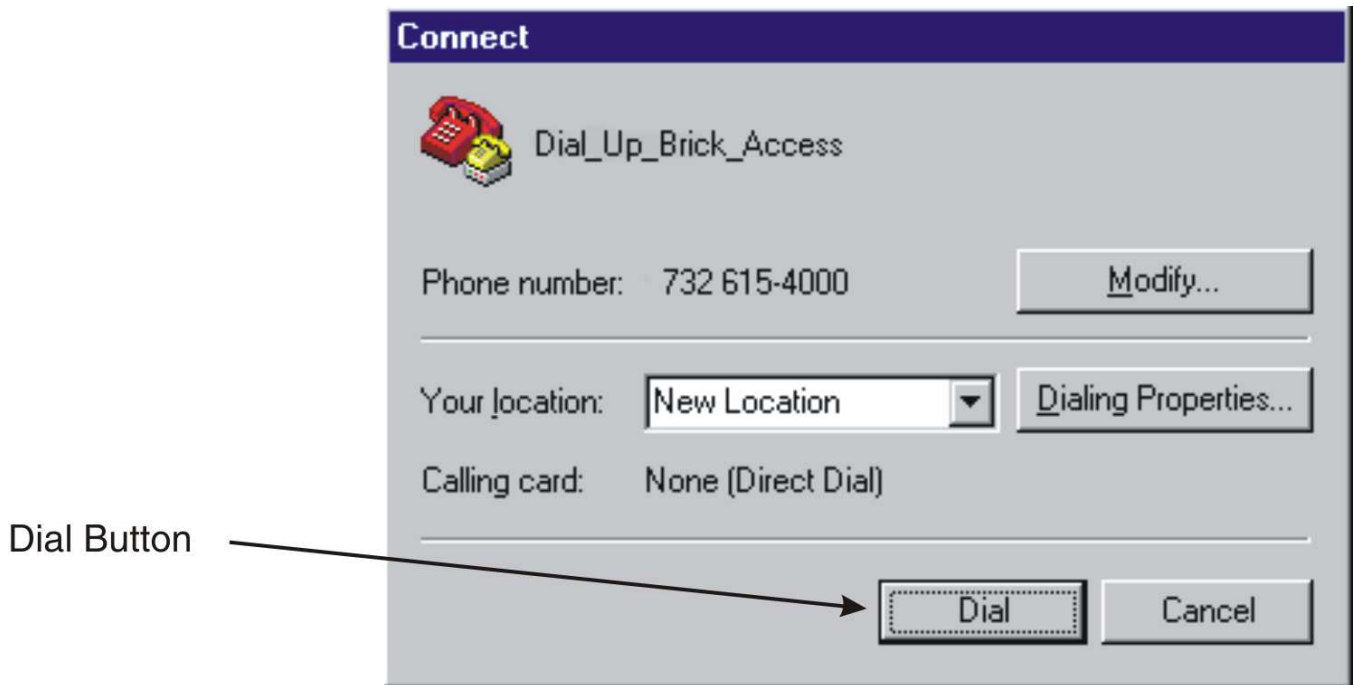 Connect
Dial_Up_Brick_Access
Phone number: 732 615-4000 Modify...
Your location: New Location Dialing Properties...
Calling card: None (Direct Dial)
Dial Button
Dial Cancel